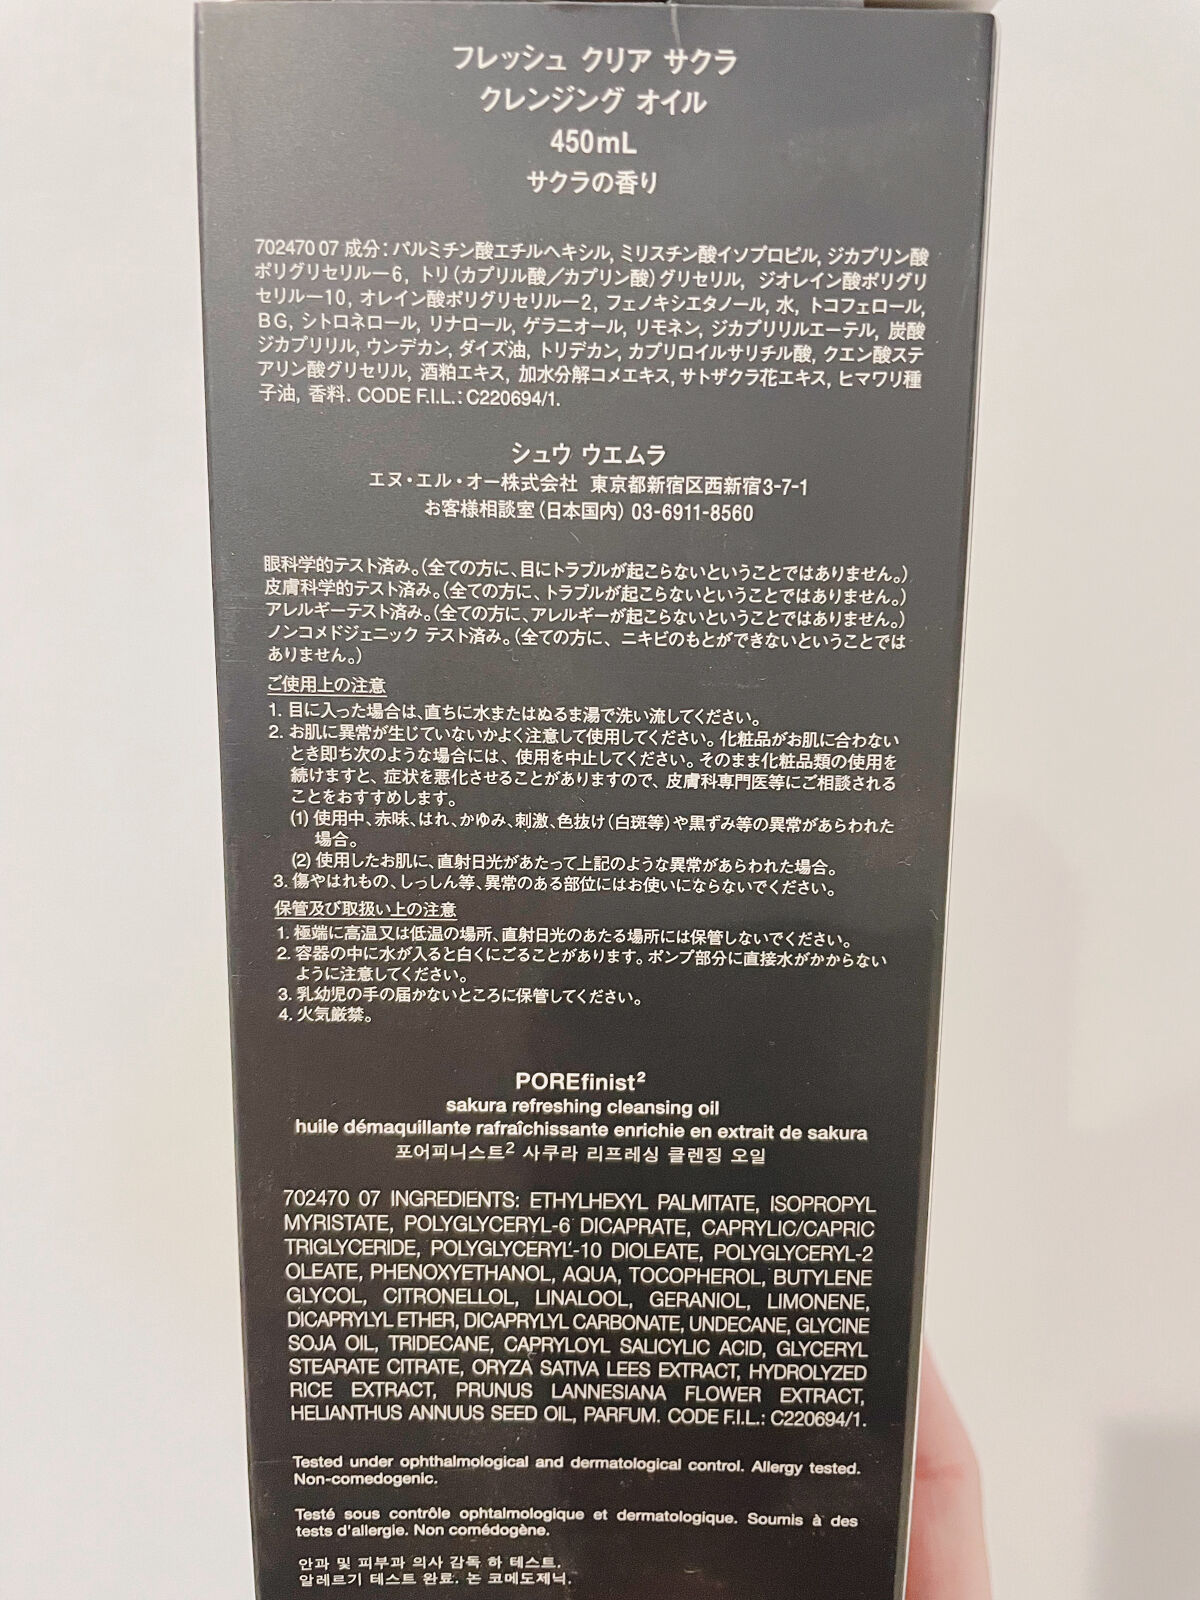 フレッシュ クリア サクラ
クレンジング オイル
450mL
サクラの香り
702470 07 成分: パルミチン酸エチルヘキシル, ミリスチン酸イソプロピル, ジカプリン酸
ポリグリセリルー6, トリ(カプリル酸／カプリン酸)グリセリル, ジオレイン酸ポリグリ
セリルー10, オレイン酸ポリグリセリルー2, フェノキシエタノール, 水, トコフェロール,
BG, シトロネロール, リナロール, ゲラニオール, リモネン, ジカプリリルエーテル, 炭酸
ジカプリリル, ウンデカン, ダイズ油, トリデカン, カプリロイルサリチル酸, クエン酸ステ
アリン酸グリセリル, 酒粕エキス, 加水分解コメエキス, サトザクラ花エキス, ヒマワリ種
子油, 香料. CODE F.I.L.: C220694/1.
シュウ ウエムラ
エヌ・エル・オー株式会社 東京都新宿区西新宿3-7-1
お客様相談室(日本国内) 03-6911-8560
眼科学的テスト済み。(全ての方に、目にトラブルが起こらないということではありません。)
皮膚科学的テスト済み。(全ての方に、トラブルが起こらないということではありません。)
アレルギーテスト済み。(全ての方に、アレルギーが起こらないということではありません。)
ノンコメドジェニック テスト済み。(全ての方に、ニキビのもとができないということでは
ありません。)
ご使用上の注意
1. 目に入った場合は、直ちに水またはぬるま湯で洗い流してください。
2. お肌に異常が生じていないかよく注意して使用してください。化粧品がお肌に合わない
とき即ち次のような場合には、使用を中止してください。そのまま化粧品類の使用を
続けますと、症状を悪化させることがありますので、皮膚科専門医等にご相談される
ことをおすすめします。
(1) 使用中、赤味、はれ、かゆみ、刺激、色抜け(白斑等)や黒ずみ等の異常があらわれた
場合。
(2) 使用したお肌に、直射日光があたって上記のような異常があらわれた場合。
3. 傷やはれもの、しっしん等、異常のある部位にはお使いにならないでください。
保管及び取扱い上の注意
1. 極端に高温又は低温の場所、直射日光のあたる場所には保管しないでください。
2. 容器の中に水が入ると白くにごることがあります。ポンプ部分に直接水がかからない
ように注意してください。
3. 乳幼児の手の届かないところに保管してください。
4. 火気厳禁。
POREfinist²
sakura refreshing cleansing oil
huile démaquillante rafraîchissante enrichie en extrait de sakura
포어피니스트² 사쿠라 리프레싱 클렌징 오일
702470 07 INGREDIENTS: ETHYLHEXYL PALMITATE, ISOPROPYL
MYRISTATE, POLYGLYCERYL-6 DICAPRATE, CAPRYLIC/CAPRIC
TRIGLYCERIDE, POLYGLYCERYL-10 DIOLEATE, POLYGLYCERYL-2
OLEATE, PHENOXYETHANOL, AQUA, TOCOPHEROL, BUTYLENE
GLYCOL, CITRONELLOL, LINALOOL, GERANIOL, LIMONENE,
DICAPRYLYL ETHER, DICAPRYLYL CARBONATE, UNDECANE, GLYCINE
SOJA OIL, TRIDECANE, CAPRYLOYL SALICYLIC ACID, GLYCERYL
STEARATE CITRATE, ORYZA SATIVA LEES EXTRACT, HYDROLYZED
RICE EXTRACT, PRUNUS LANNESIANA FLOWER EXTRACT,
HELIANTHUS ANNUUS SEED OIL, PARFUM. CODE F.I.L.: C220694/1.
Tested under ophthalmological and dermatological control. Allergy tested.
Non-comedogenic.
Testé sous contrôle ophtalmologique et dermatologique. Soumis à des
tests d'allergie. Non comédogène.
안과 및 피부과 의사 감독 하 테스트.
알레르기 테스트 완료. 논 코메도제닉.